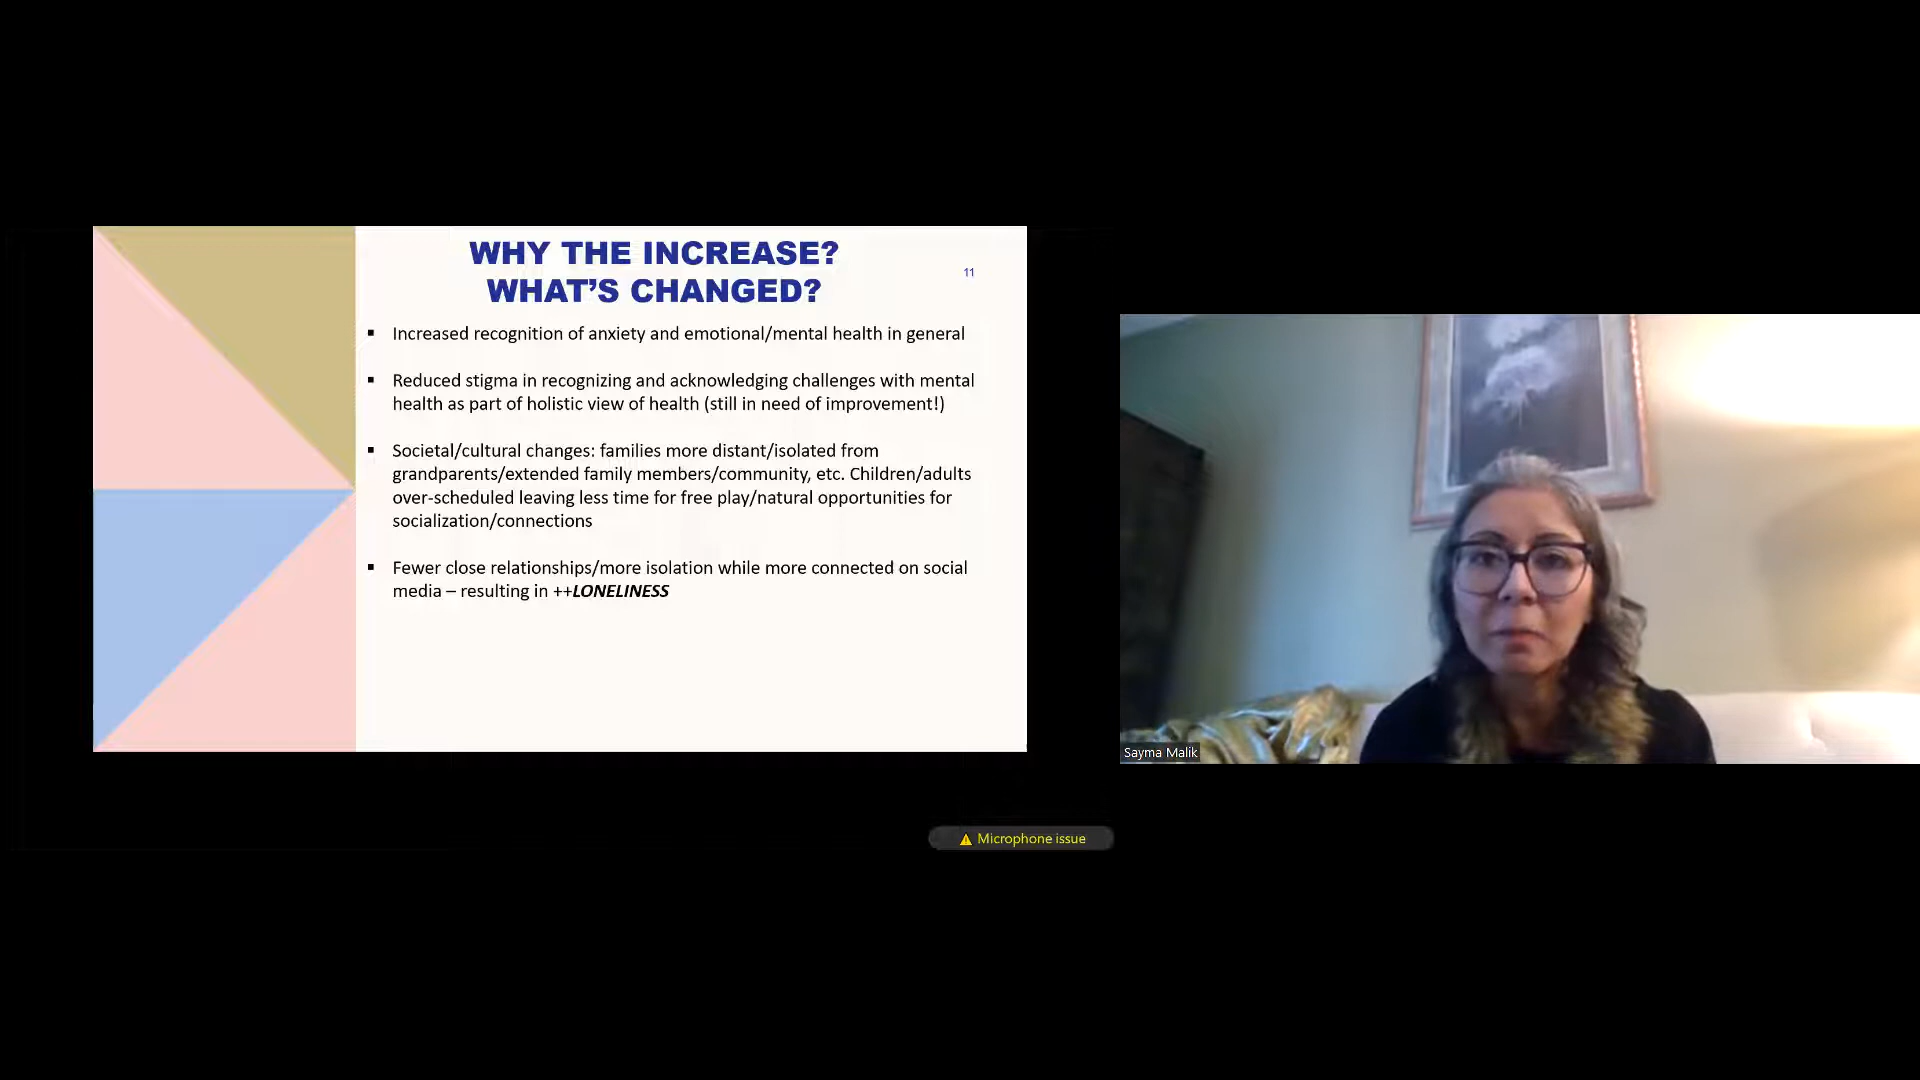 WHY THE INCREASE?
WHAT’S CHANGED?
11
▪ Increased recognition of anxiety and emotional/mental health in general
▪ Reduced stigma in recognizing and acknowledging challenges with mental
health as part of holistic view of health (still in need of improvement!)
▪ Societal/cultural changes: families more distant/isolated from
grandparents/extended family members/community, etc. Children/adults
over-scheduled leaving less time for free play/natural opportunities for
socialization/connections
▪ Fewer close relationships/more isolation while more connected on social
media – resulting in ++LONELINESS
Sayma Malik
Microphone issue